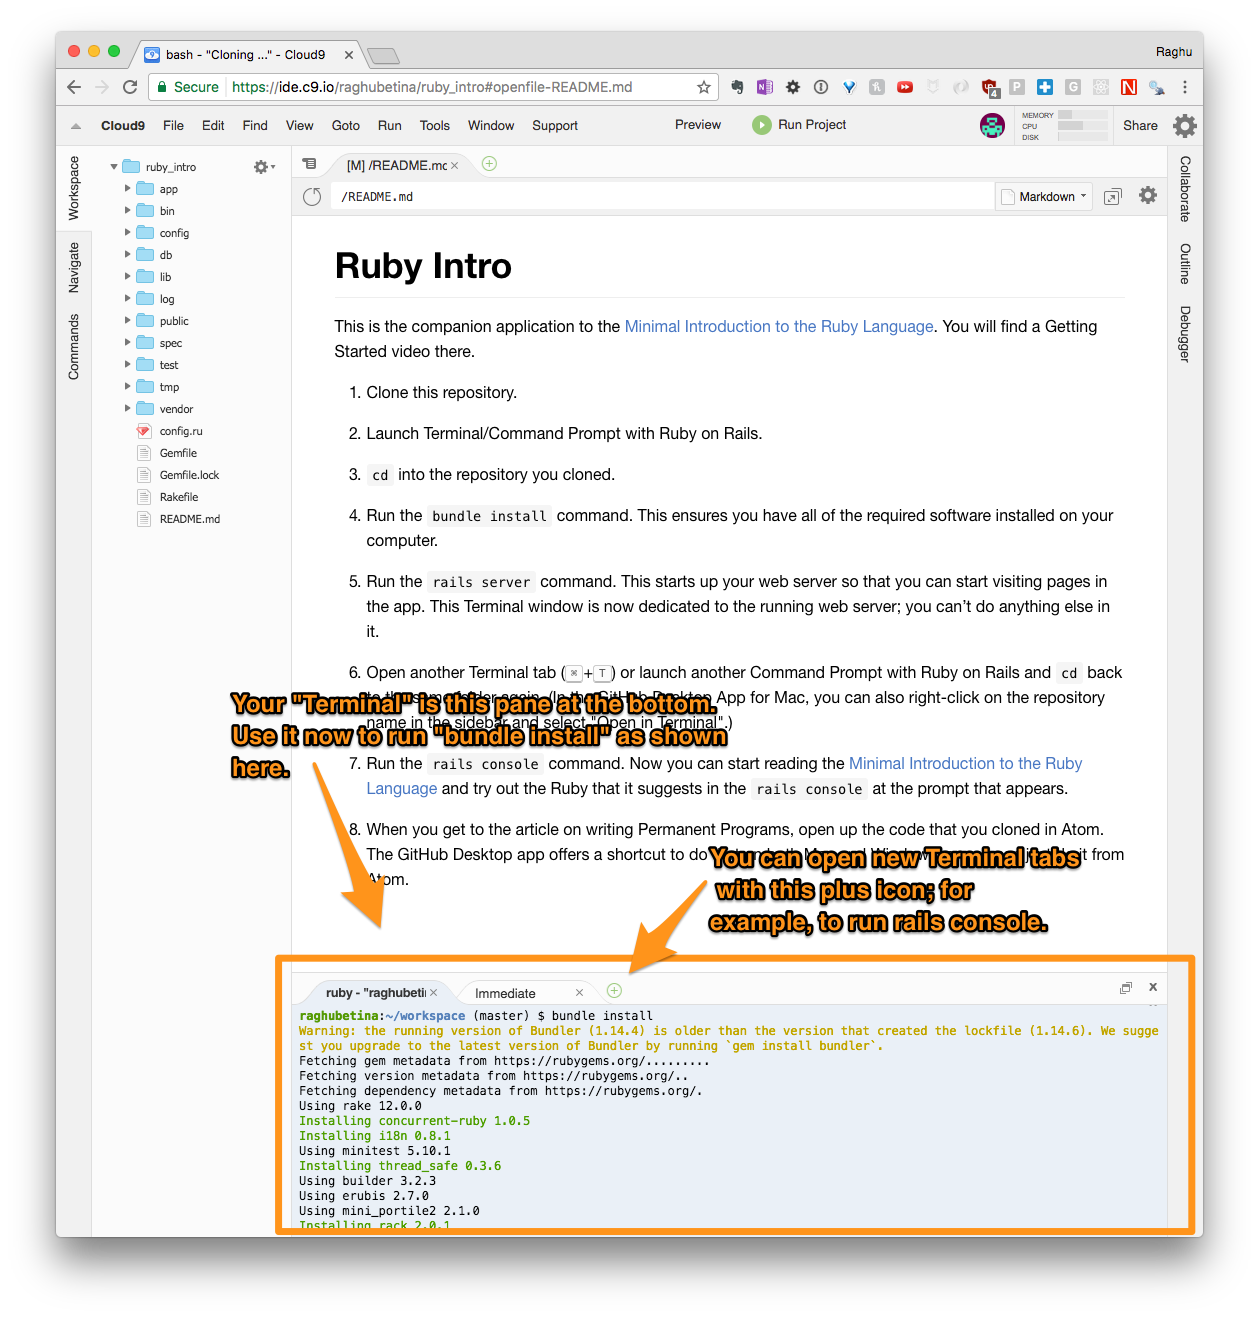 bash - "Cloning ..." - Cloud9
Raghu
Secure https://ide.c9.io/raghubetina/ruby_intro#openfile-README.md
Cloud9 File Edit Find View Goto Run Tools Window Support Preview Run Project
MEMORY
CPU
DISK
Share
Workspace
Navigate
Commands
ruby_intro
app
bin
config
db
lib
log
public
spec
test
tmp
vendor
config.ru
Gemfile
Gemfile.lock
Rakefile
README.md
[M] /README.mc
/README.md
Markdown
Collaborate
Outline
Debugger
Ruby Intro
This is the companion application to the Minimal Introduction to the Ruby Language. You will find a Getting
Started video there.
1. Clone this repository.
2. Launch Terminal/Command Prompt with Ruby on Rails.
3. cd into the repository you cloned.
4. Run the bundle install command. This ensures you have all of the required software installed on your
computer.
5. Run the rails server command. This starts up your web server so that you can start visiting pages in
the app. This Terminal window is now dedicated to the running web server; you can't do anything else in
it.
6. Open another Terminal tab (⌘+T) or launch another Command Prompt with Ruby on Rails and cd back
App for Mac, you can also right-click on the repository
name in the sidebar and select "Open in Terminal".)
Your "Terminal" is this pane at the bottom.
Use it now to run "bundle install" as shown
here.
7. Run the rails console command. Now you can start reading the Minimal Introduction to the Ruby
Language and try out the Ruby that it suggests in the rails console at the prompt that appears.
8. When you get to the article on writing Permanent Programs, open up the code that you cloned in Atom.
The GitHub Desktop app offers a shortcut to do it from
Atom.
You can open new Terminal tabs
with this plus icon; for
example, to run rails console.
ruby - "raghubeti
Immediate
raghubetina:~/workspace (master) $ bundle install
Warning: the running version of Bundler (1.14.4) is older than the version that created the lockfile (1.14.6). We sugge
st you upgrade to the latest version of Bundler by running `gem install bundler`.
Fetching gem metadata from https://rubygems.org/.........
Fetching version metadata from https://rubygems.org/..
Fetching dependency metadata from https://rubygems.org/.
Using rake 12.0.0
Installing concurrent-ruby 1.0.5
Installing i18n 0.8.1
Using minitest 5.10.1
Installing thread_safe 0.3.6
Using builder 3.2.3
Using erubis 2.7.0
Using mini_portile2 2.1.0
Installing rack 2.0.1